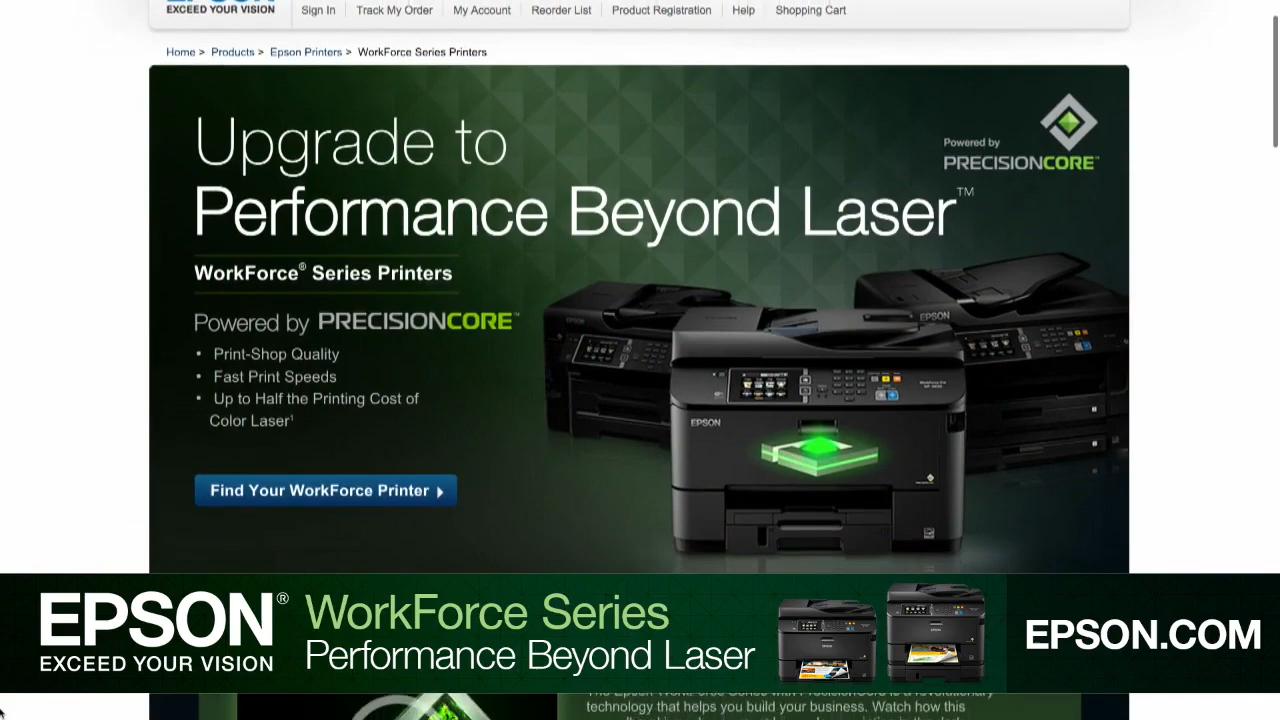 EPSON
EXCEED YOUR VISION
Sign In
Track My Order
My Account
Reorder List
Product Registration
Help
Shopping Cart
Home > Products > Epson Printers > WorkForce Series Printers
Upgrade to
Performance Beyond Laser™
Powered by
PRECISIONCORE™
WorkForce® Series Printers
Powered by PRECISIONCORE™
• Print-Shop Quality
• Fast Print Speeds
• Up to Half the Printing Cost of
Color Laser¹
Find Your WorkForce Printer
EPSON
EPSON
EPSON® WorkForce Series
EXCEED YOUR VISION Performance Beyond Laser
EPSON.COM
technology that helps you build your business. Watch how this